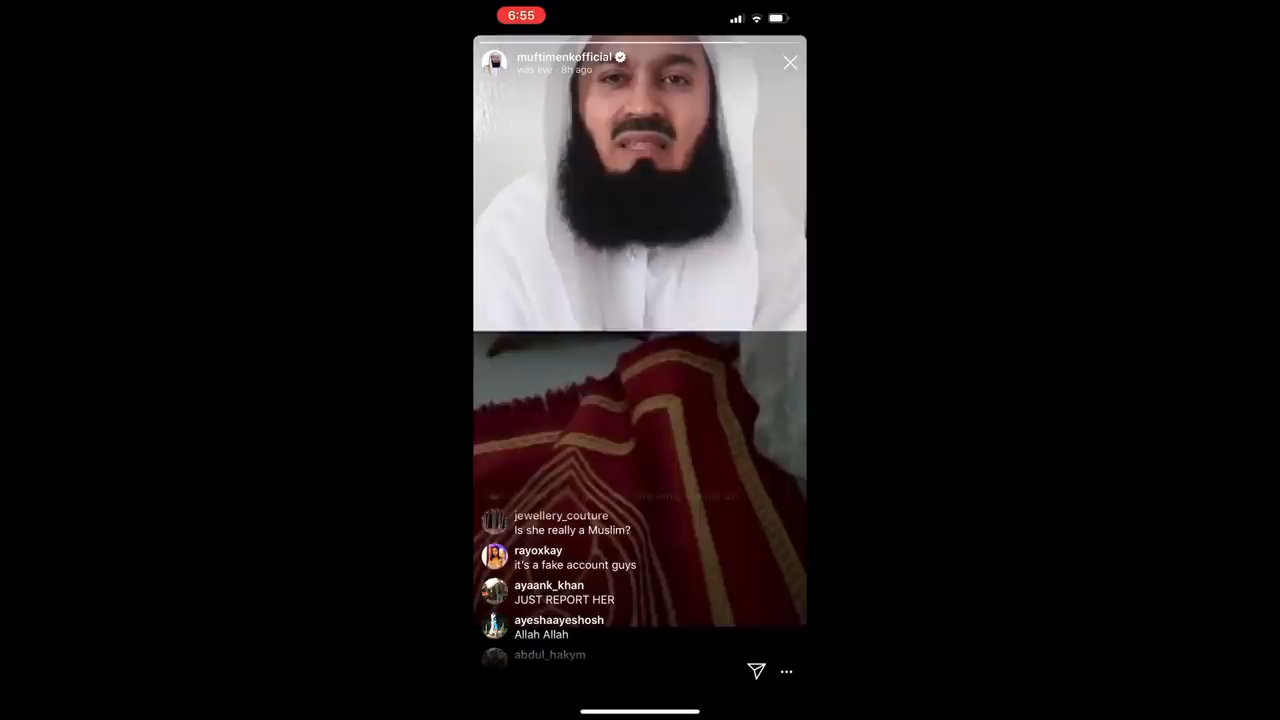 6:55
muftimenkofficial
was live · 8h ago
jewellery_couture
Is she really a Muslim?
rayoxkay
it's a fake account guys
ayaank_khan
JUST REPORT HER
ayeshaayeshosh
Allah Allah
abdul_hakym